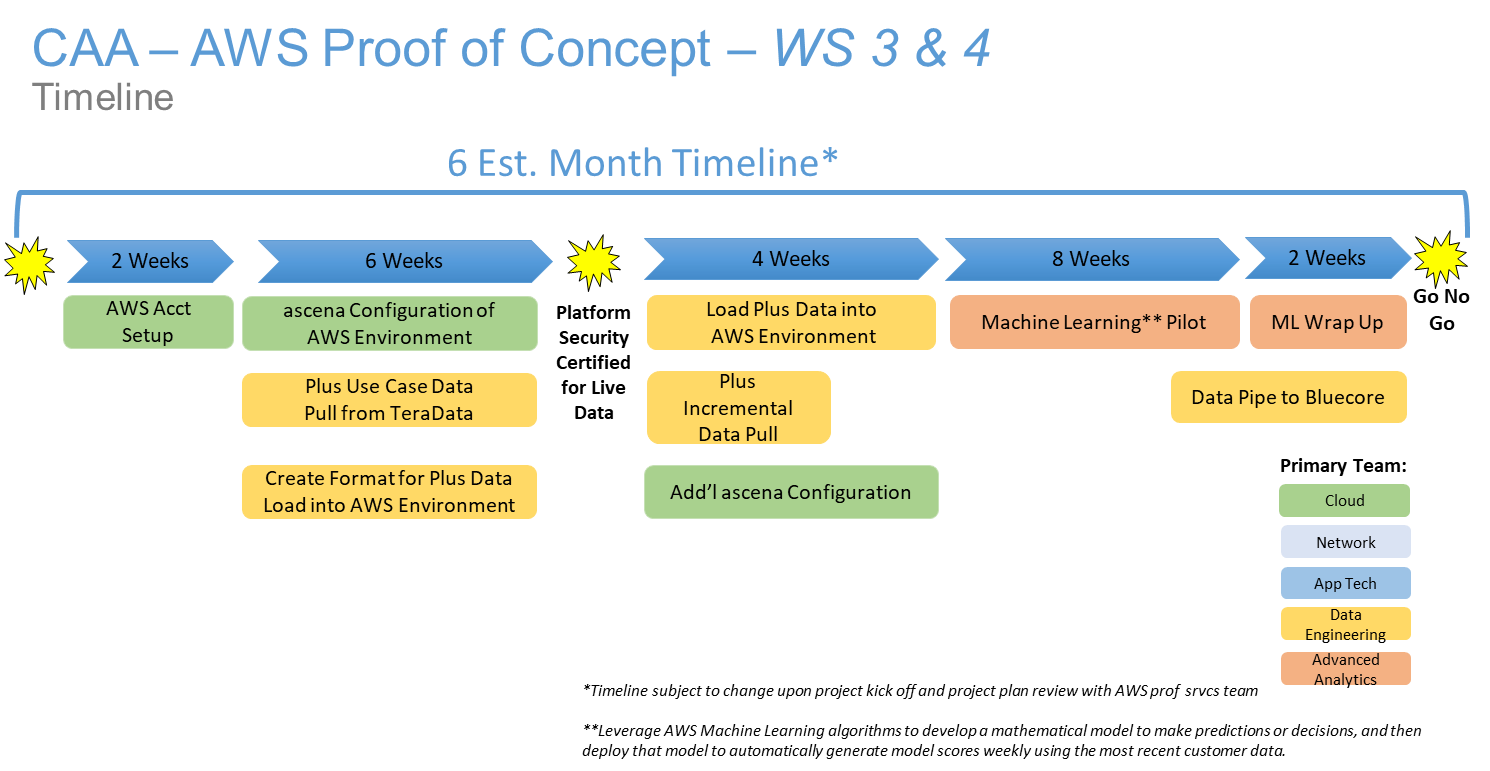 CAA – AWS Proof of Concept – WS 3 & 4
Timeline
6 Est. Month Timeline*
2 Weeks
6 Weeks
4 Weeks
8 Weeks
2 Weeks
AWS Acct
Setup
ascena Configuration of
AWS Environment
Plus Use Case Data
Pull from TeraData
Create Format for Plus Data
Load into AWS Environment
Platform
Security
Certified
for Live
Data
Load Plus Data into
AWS Environment
Plus
Incremental
Data Pull
Add’l ascena Configuration
Machine Learning** Pilot
ML Wrap Up
Go No
Go
Data Pipe to Bluecore
Primary Team:
Cloud
Network
App Tech
Data
Engineering
Advanced
Analytics
*Timeline subject to change upon project kick off and project plan review with AWS prof srvcs team
**Leverage AWS Machine Learning algorithms to develop a mathematical model to make predictions or decisions, and then
deploy that model to automatically generate model scores weekly using the most recent customer data.